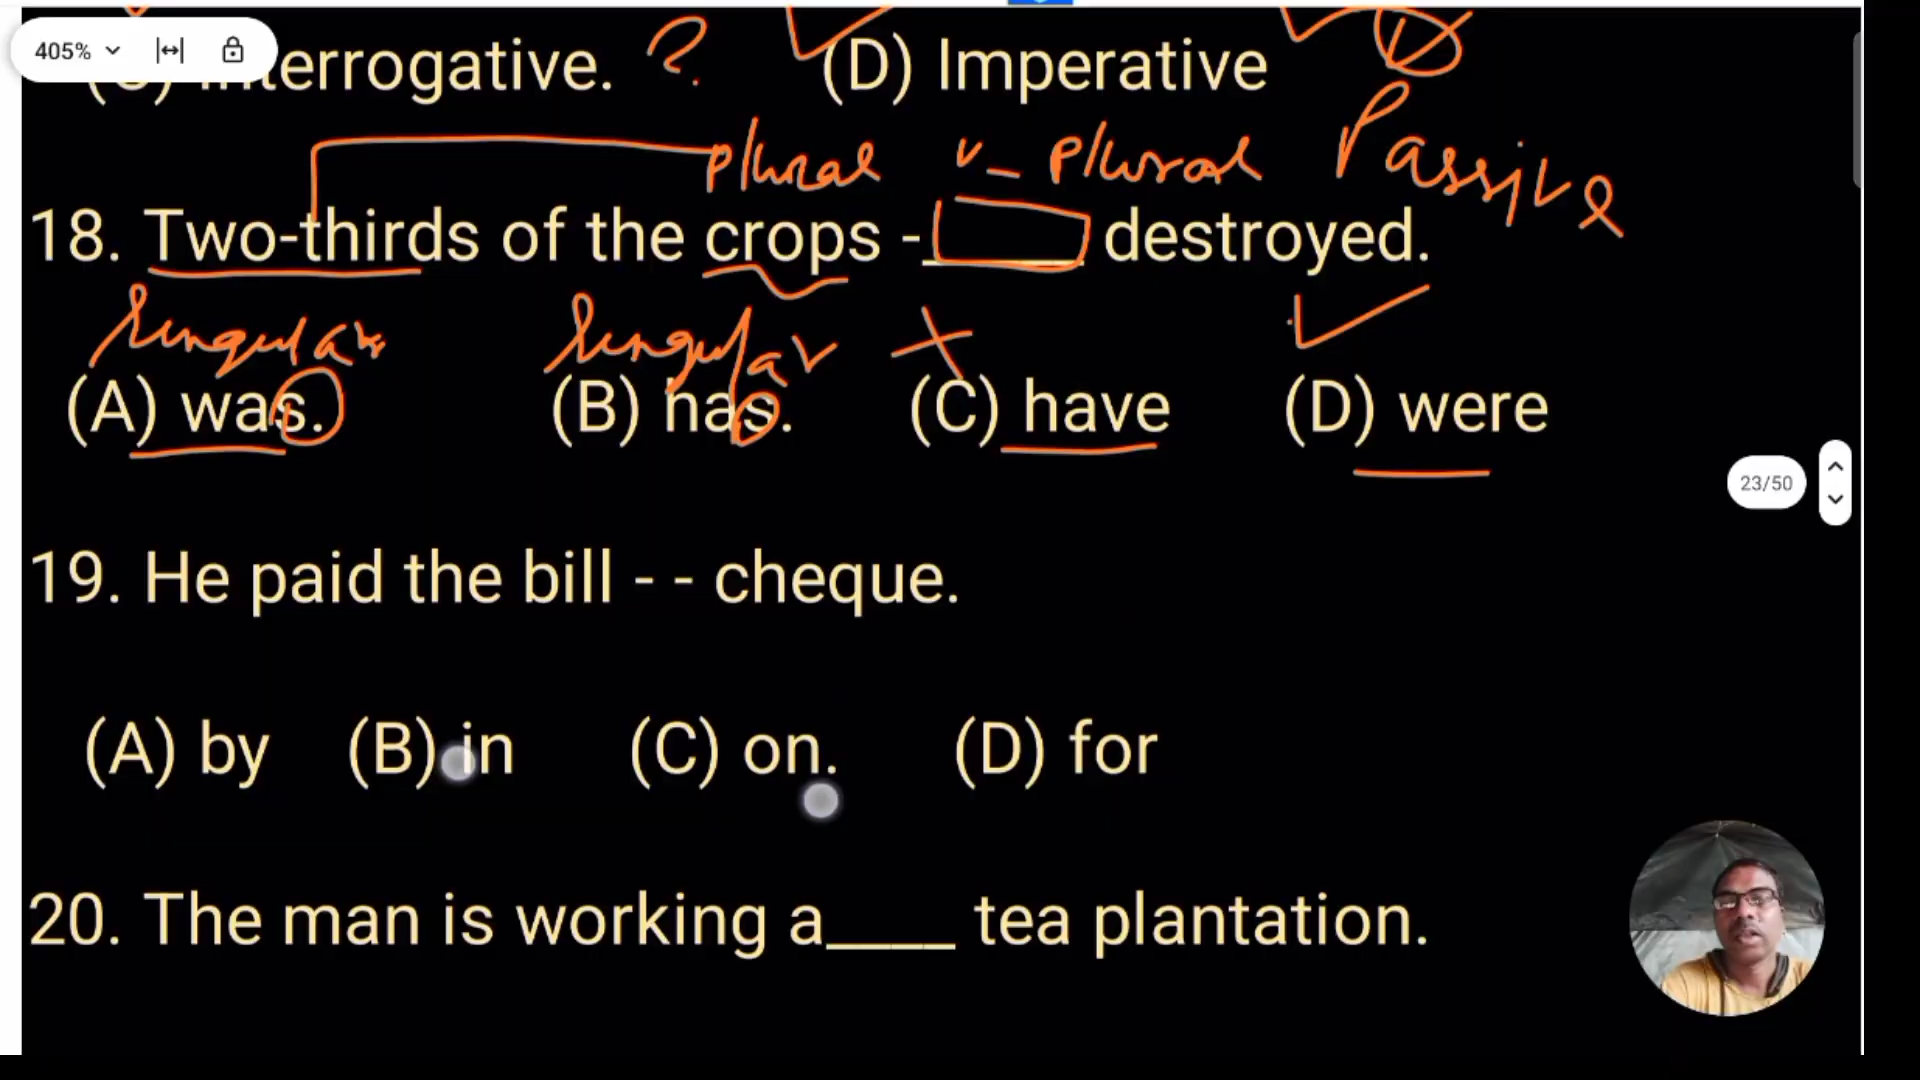 405%
(C) Interrogative. ? (D) Imperative
plural v - plural Passive
18. Two-thirds of the crops -_____ destroyed.
Singular Singular
(A) was. (B) has. (C) have (D) were
23/50
19. He paid the bill - - cheque.
(A) by (B) in (C) on. (D) for
20. The man is working a____ tea plantation.